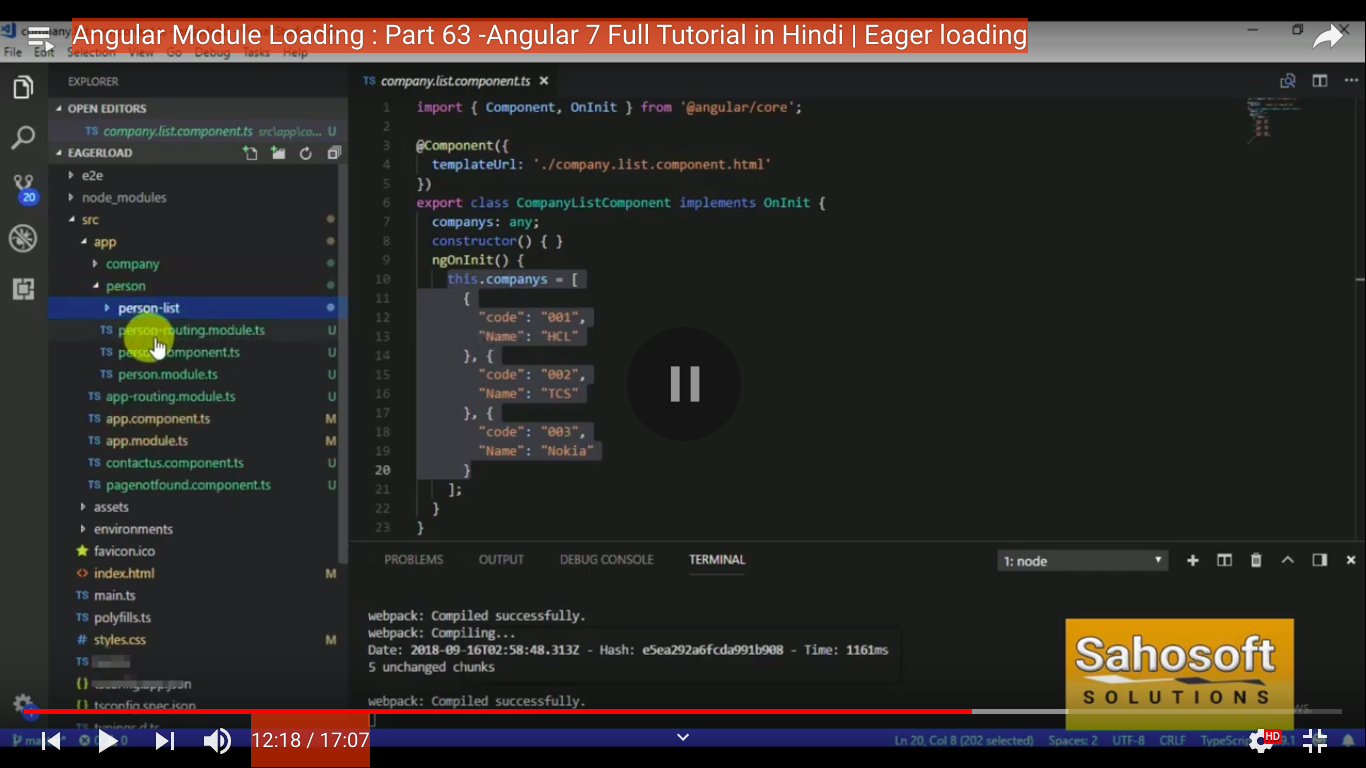 Angular Module Loading : Part 63 -Angular 7 Full Tutorial in Hindi | Eager loading
File Edit Selection View Go Debug Tasks Help
EXPLORER
OPEN EDITORS
TS company.list.component.ts src\app\co... U
EAGERLOAD
e2e
node_modules
src
app
company
person
person-list
TS person-routing.module.ts U
TS person.component.ts U
TS person.module.ts U
TS app-routing.module.ts U
TS app.component.ts M
TS app.module.ts M
TS contactus.component.ts U
TS pagenotfound.component.ts U
assets
environments
favicon.ico
<> index.html M
TS main.ts
TS polyfills.ts
# styles.css M
TS
{} tsconfig.app.json
{} tsconfig.spec.json
TS typings.d.ts
20
TS company.list.component.ts ×
1 import { Component, OnInit } from '@angular/core';
2
3 @Component({
4 templateUrl: './company.list.component.html'
5 })
6 export class CompanyListComponent implements OnInit {
7 companys: any;
8 constructor() { }
9 ngOnInit() {
10 this.companys = [
11 {
12 "code": "001",
13 "Name": "HCL"
14 }, {
15 "code": "002",
16 "Name": "TCS"
17 }, {
18 "code": "003",
19 "Name": "Nokia"
20 }
21 ];
22 }
23 }
PROBLEMS OUTPUT DEBUG CONSOLE TERMINAL 1: node
webpack: Compiled successfully.
webpack: Compiling...
Date: 2018-09-16T02:58:48.313Z - Hash: e5ea292a6fcda991b908 - Time: 1161ms
5 unchanged chunks
webpack: Compiled successfully.
Sahosoft
SOLUTIONS
12:18 / 17:07
HD
Ln 20, Col 8 (202 selected) Spaces: 2 UTF-8 CRLF